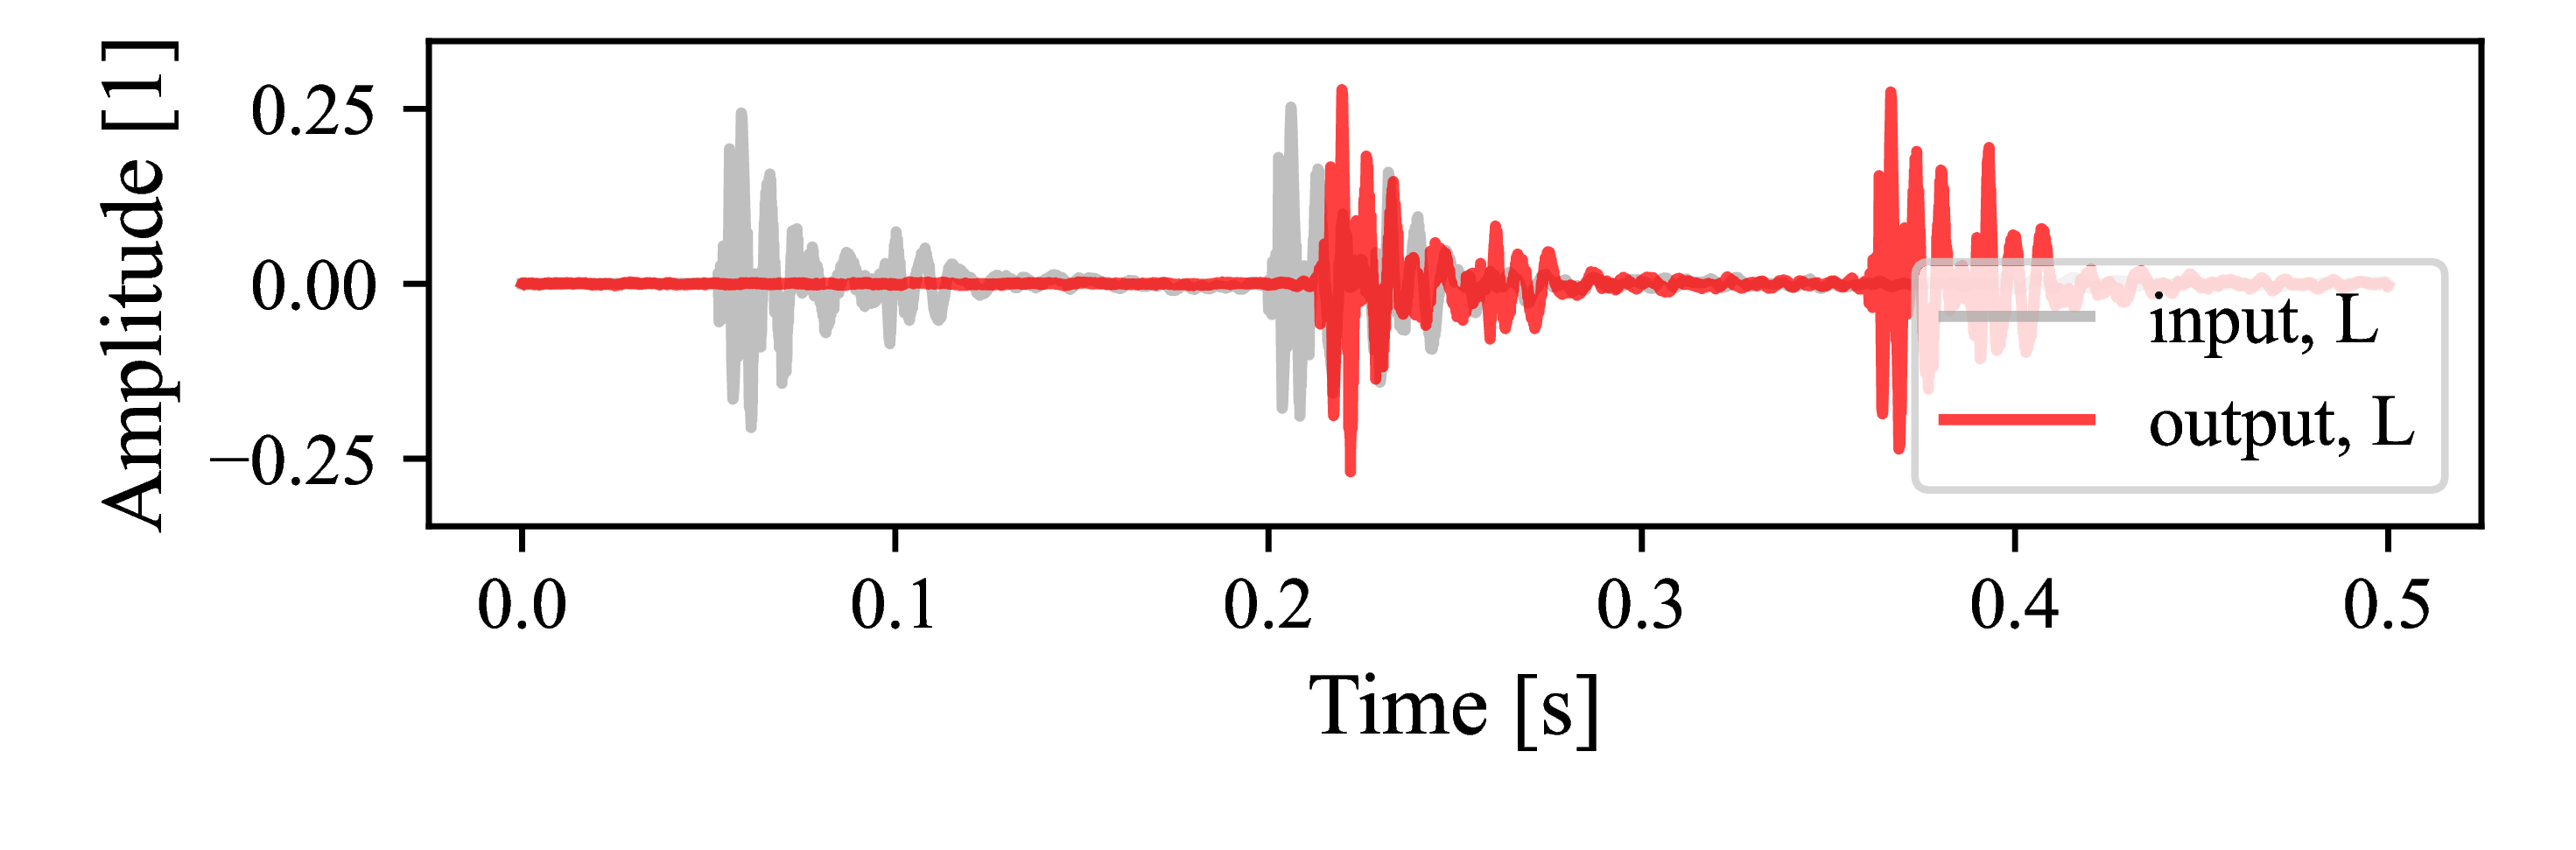 Amplitude [1]
0.25
0.00
−0.25
input, L
output, L
0.0 0.1 0.2 0.3 0.4 0.5
Time [s]